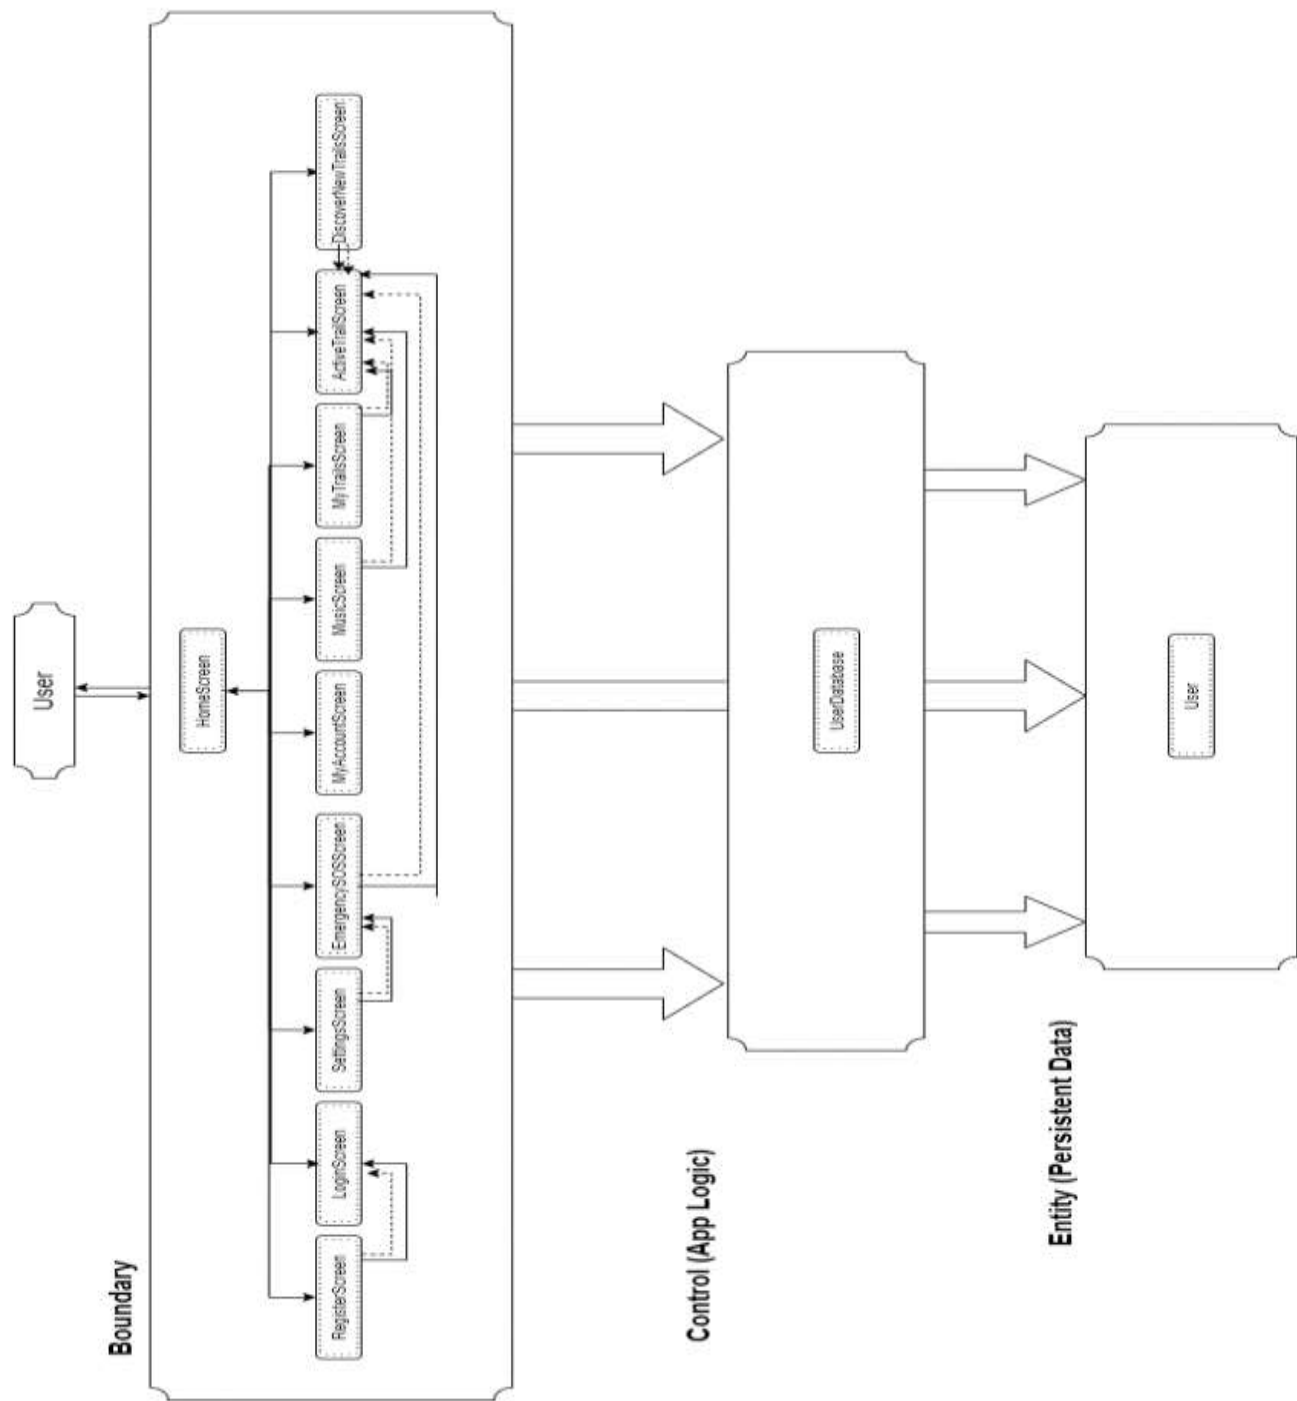 User
Boundary
HomeScreen
RegisterScreen
LoginScreen
SettingsScreen
EmergencySOSScreen
MyAccountScreen
MusicScreen
MyTrailsScreen
ActiveTrailScreen
DiscoverNewTrailsScreen
Control (App Logic)
UserDatabase
Entity (Persistent Data)
User